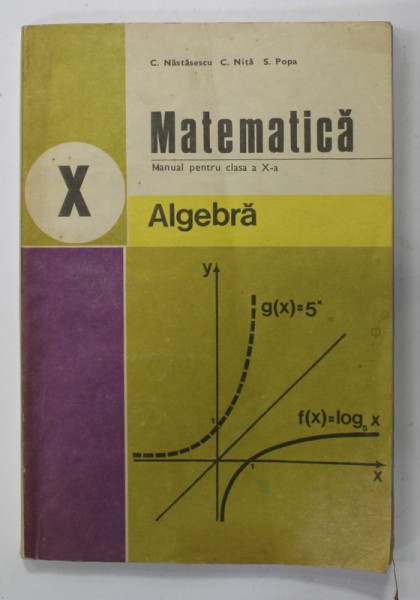 C. Năstăsescu C. Niță S. Popa
Matematică
Manual pentru clasa a X-a
X
Algebră
y
g(x)=5ˣ
f(x)=log₅ x
1
1
x